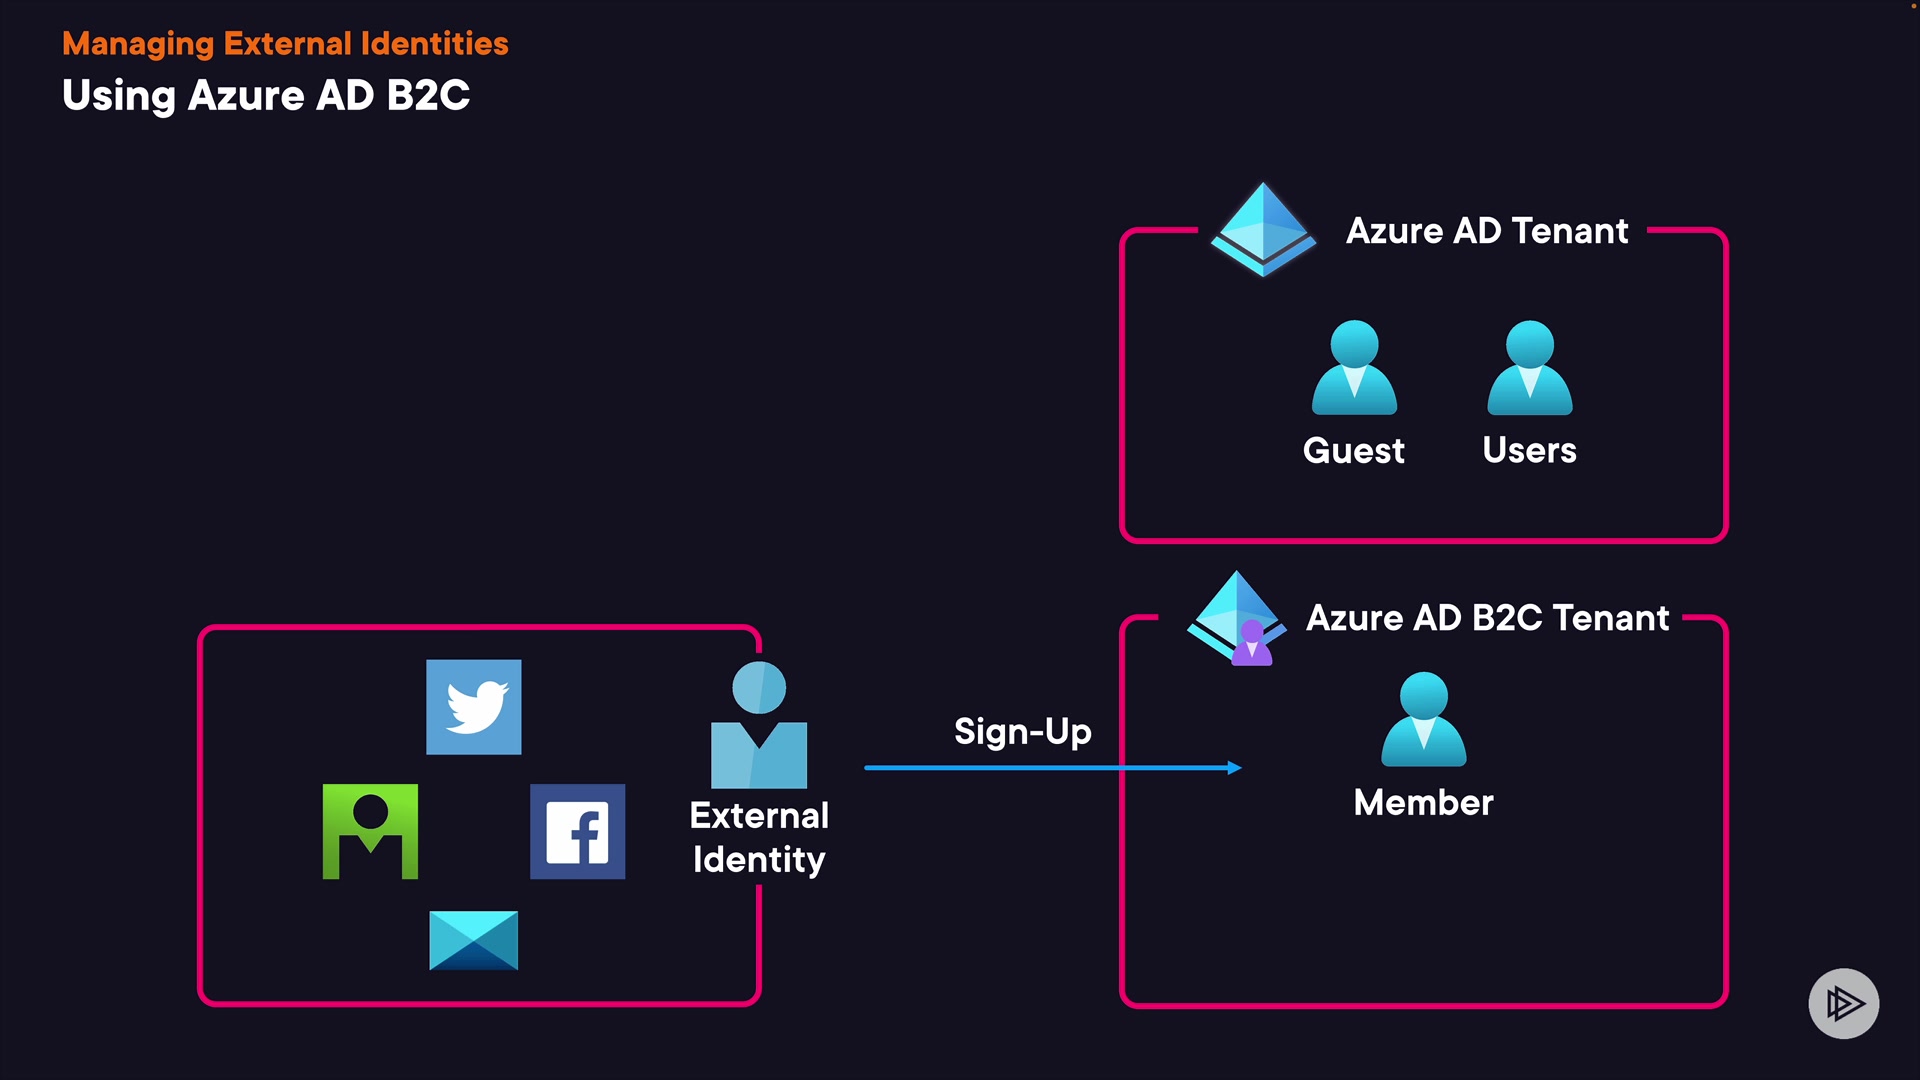 Managing External Identities
Using Azure AD B2C
Azure AD Tenant
Guest
Users
Azure AD B2C Tenant
Member
Sign-Up
External
Identity